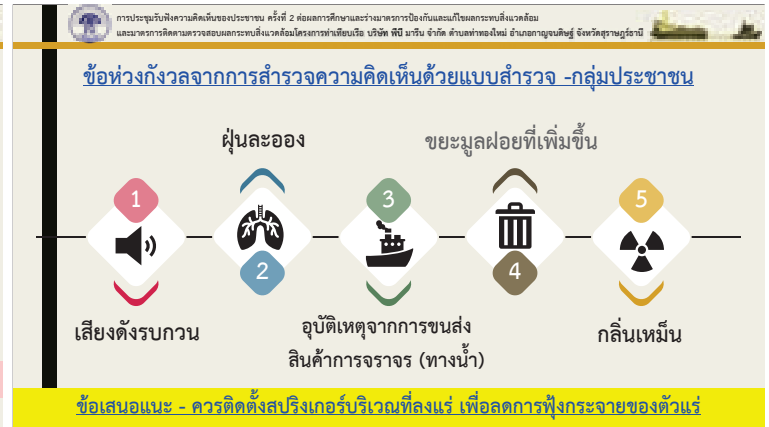 การประชุมรับฟังความคิดเห็นของประชาชน ครั้งที่ 2 ต่อผลการศึกษาและร่างมาตรการป้องกันและแก้ไขผลกระทบสิ่งแวดล้อม
และมาตรการติดตามตรวจสอบผลกระทบสิ่งแวดล้อมโครงการท่าเทียบเรือ บริษัท พีนี มารีน จำกัด ตำบลท่าทองใหม่ อำเภอกาญจนดิษฐ์ จังหวัดสุราษฎร์ธานี
ข้อห่วงกังวลจากการสำรวจความคิดเห็นด้วยแบบสำรวจ -กลุ่มประชาชน
1
เสียงดังรบกวน
ฝุ่นละออง
2
3
อุบัติเหตุจากการขนส่ง
สินค้าการจราจร (ทางน้ำ)
ขยะมูลฝอยที่เพิ่มขึ้น
4
5
กลิ่นเหม็น
ข้อเสนอแนะ - ควรติดตั้งสปริงเกอร์บริเวณที่ลงแร่ เพื่อลดการฟุ้งกระจายของตัวแร่